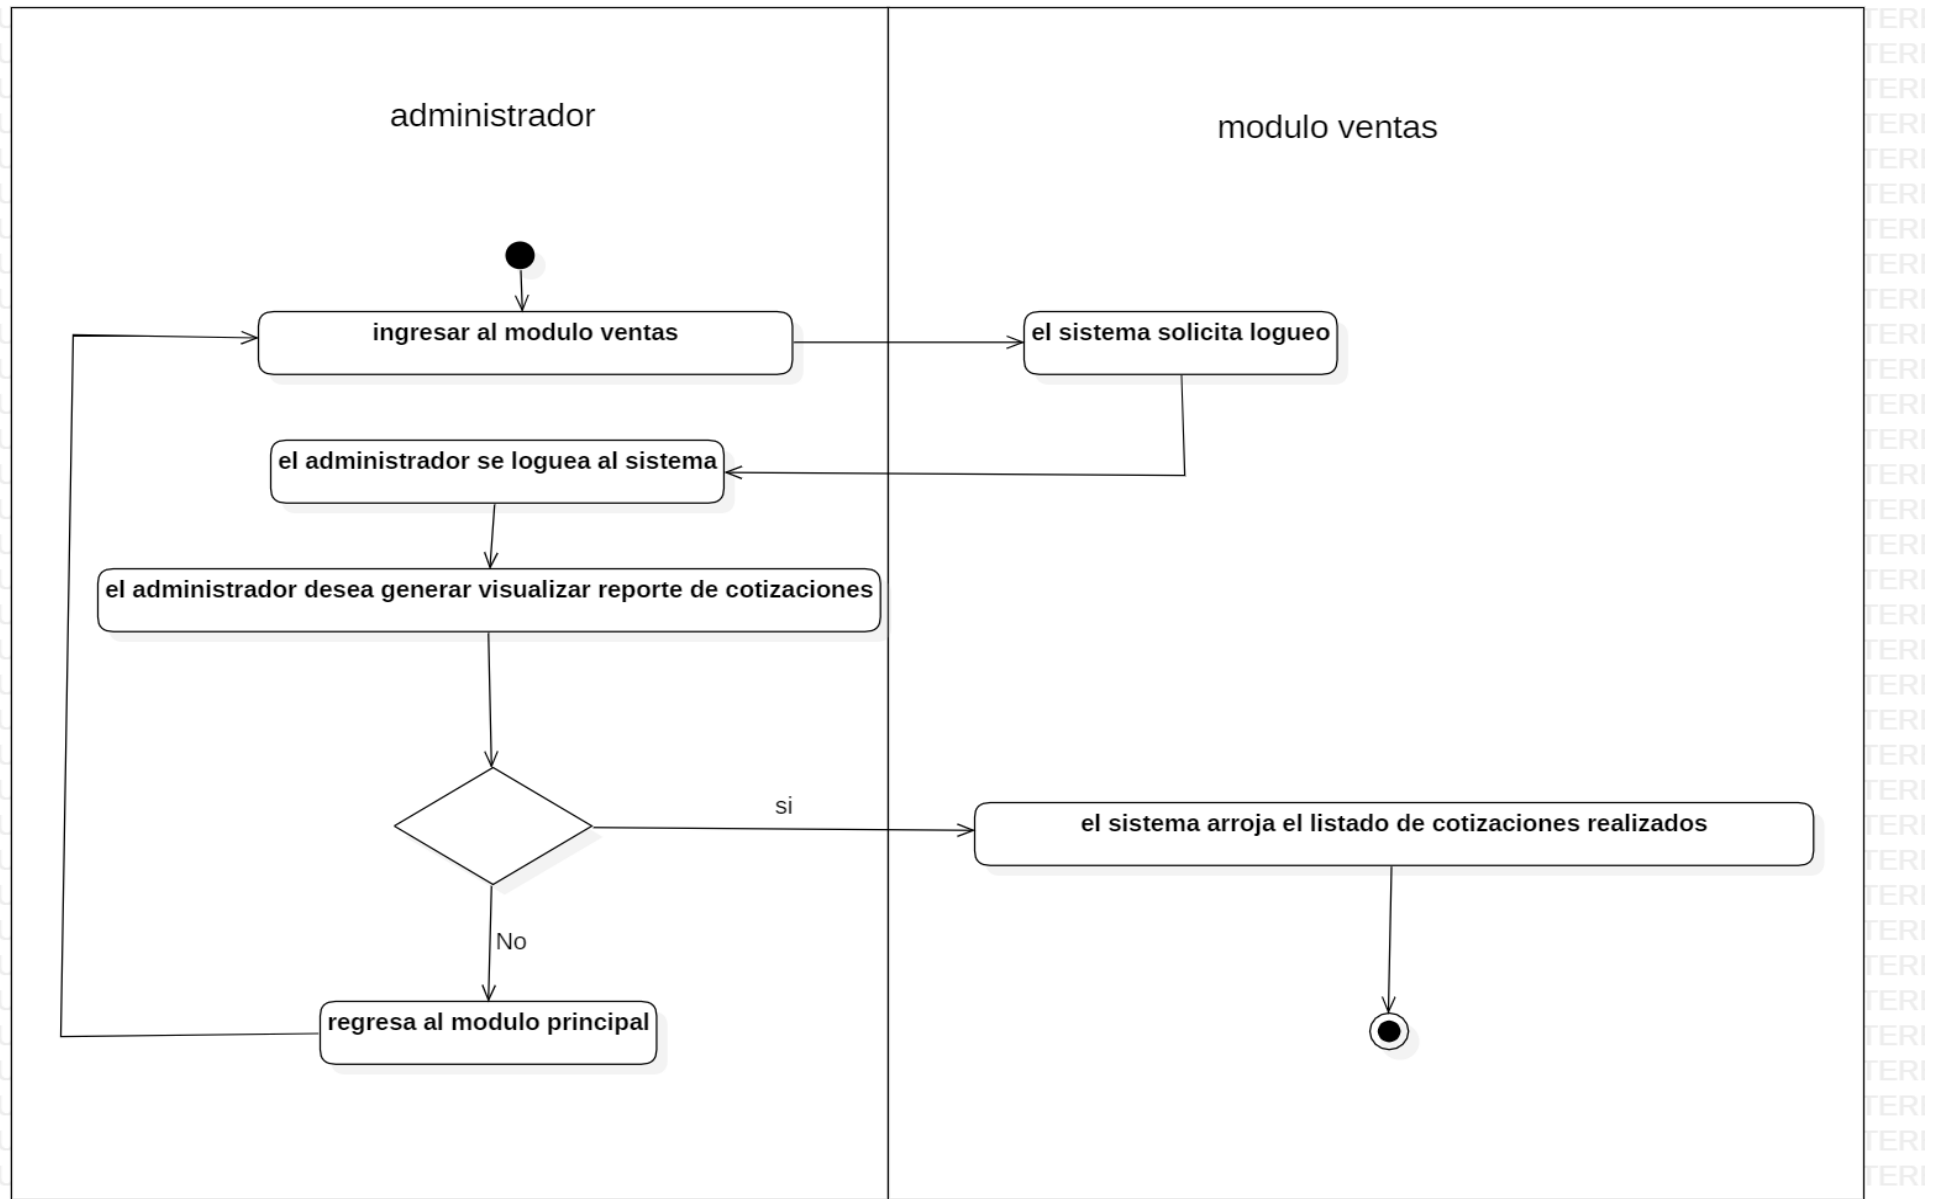 administrador
modulo ventas
ingresar al modulo ventas
el sistema solicita logueo
el administrador se loguea al sistema
el administrador desea generar visualizar reporte de cotizaciones
si
el sistema arroja el listado de cotizaciones realizados
No
regresa al modulo principal